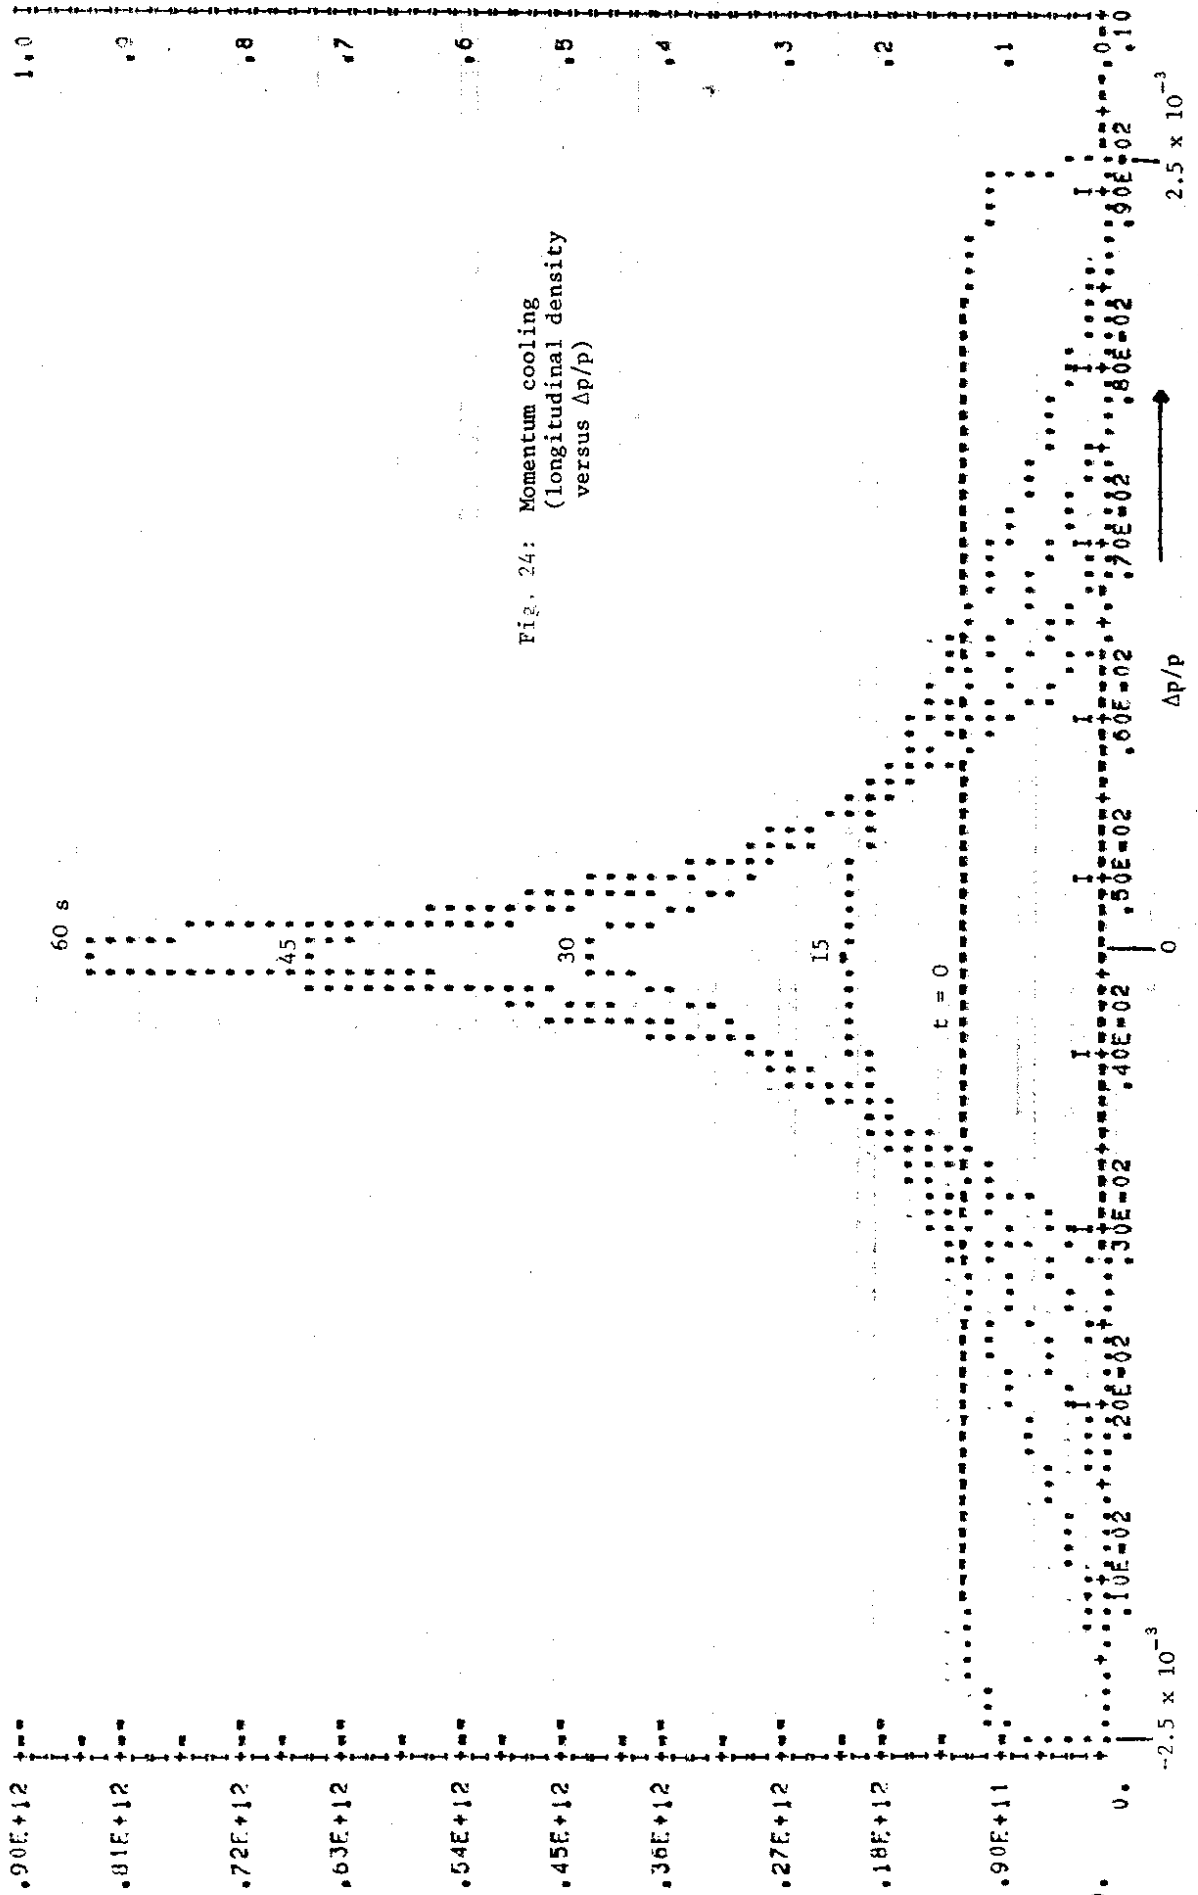 .90E+12
.81E+12
.72E+12
.63E+12
.54E+12
.45E+12
.36E+12
.27E+12
.18E+12
.90E+11
0.
60 s
45
30
15
t = 0
Fig. 24: Momentum cooling
(longitudinal density
versus Δp/p)
1.0
.9
.8
.7
.6
.5
.4
.3
.2
.1
.0
.10E-02
.20E-02
.30E-02
.40E-02
.50E-02
.60E-02
.70E-02
.80E-02
.90E-02
.10
-2.5 x 10⁻³
0
Δp/p
2.5 x 10⁻³